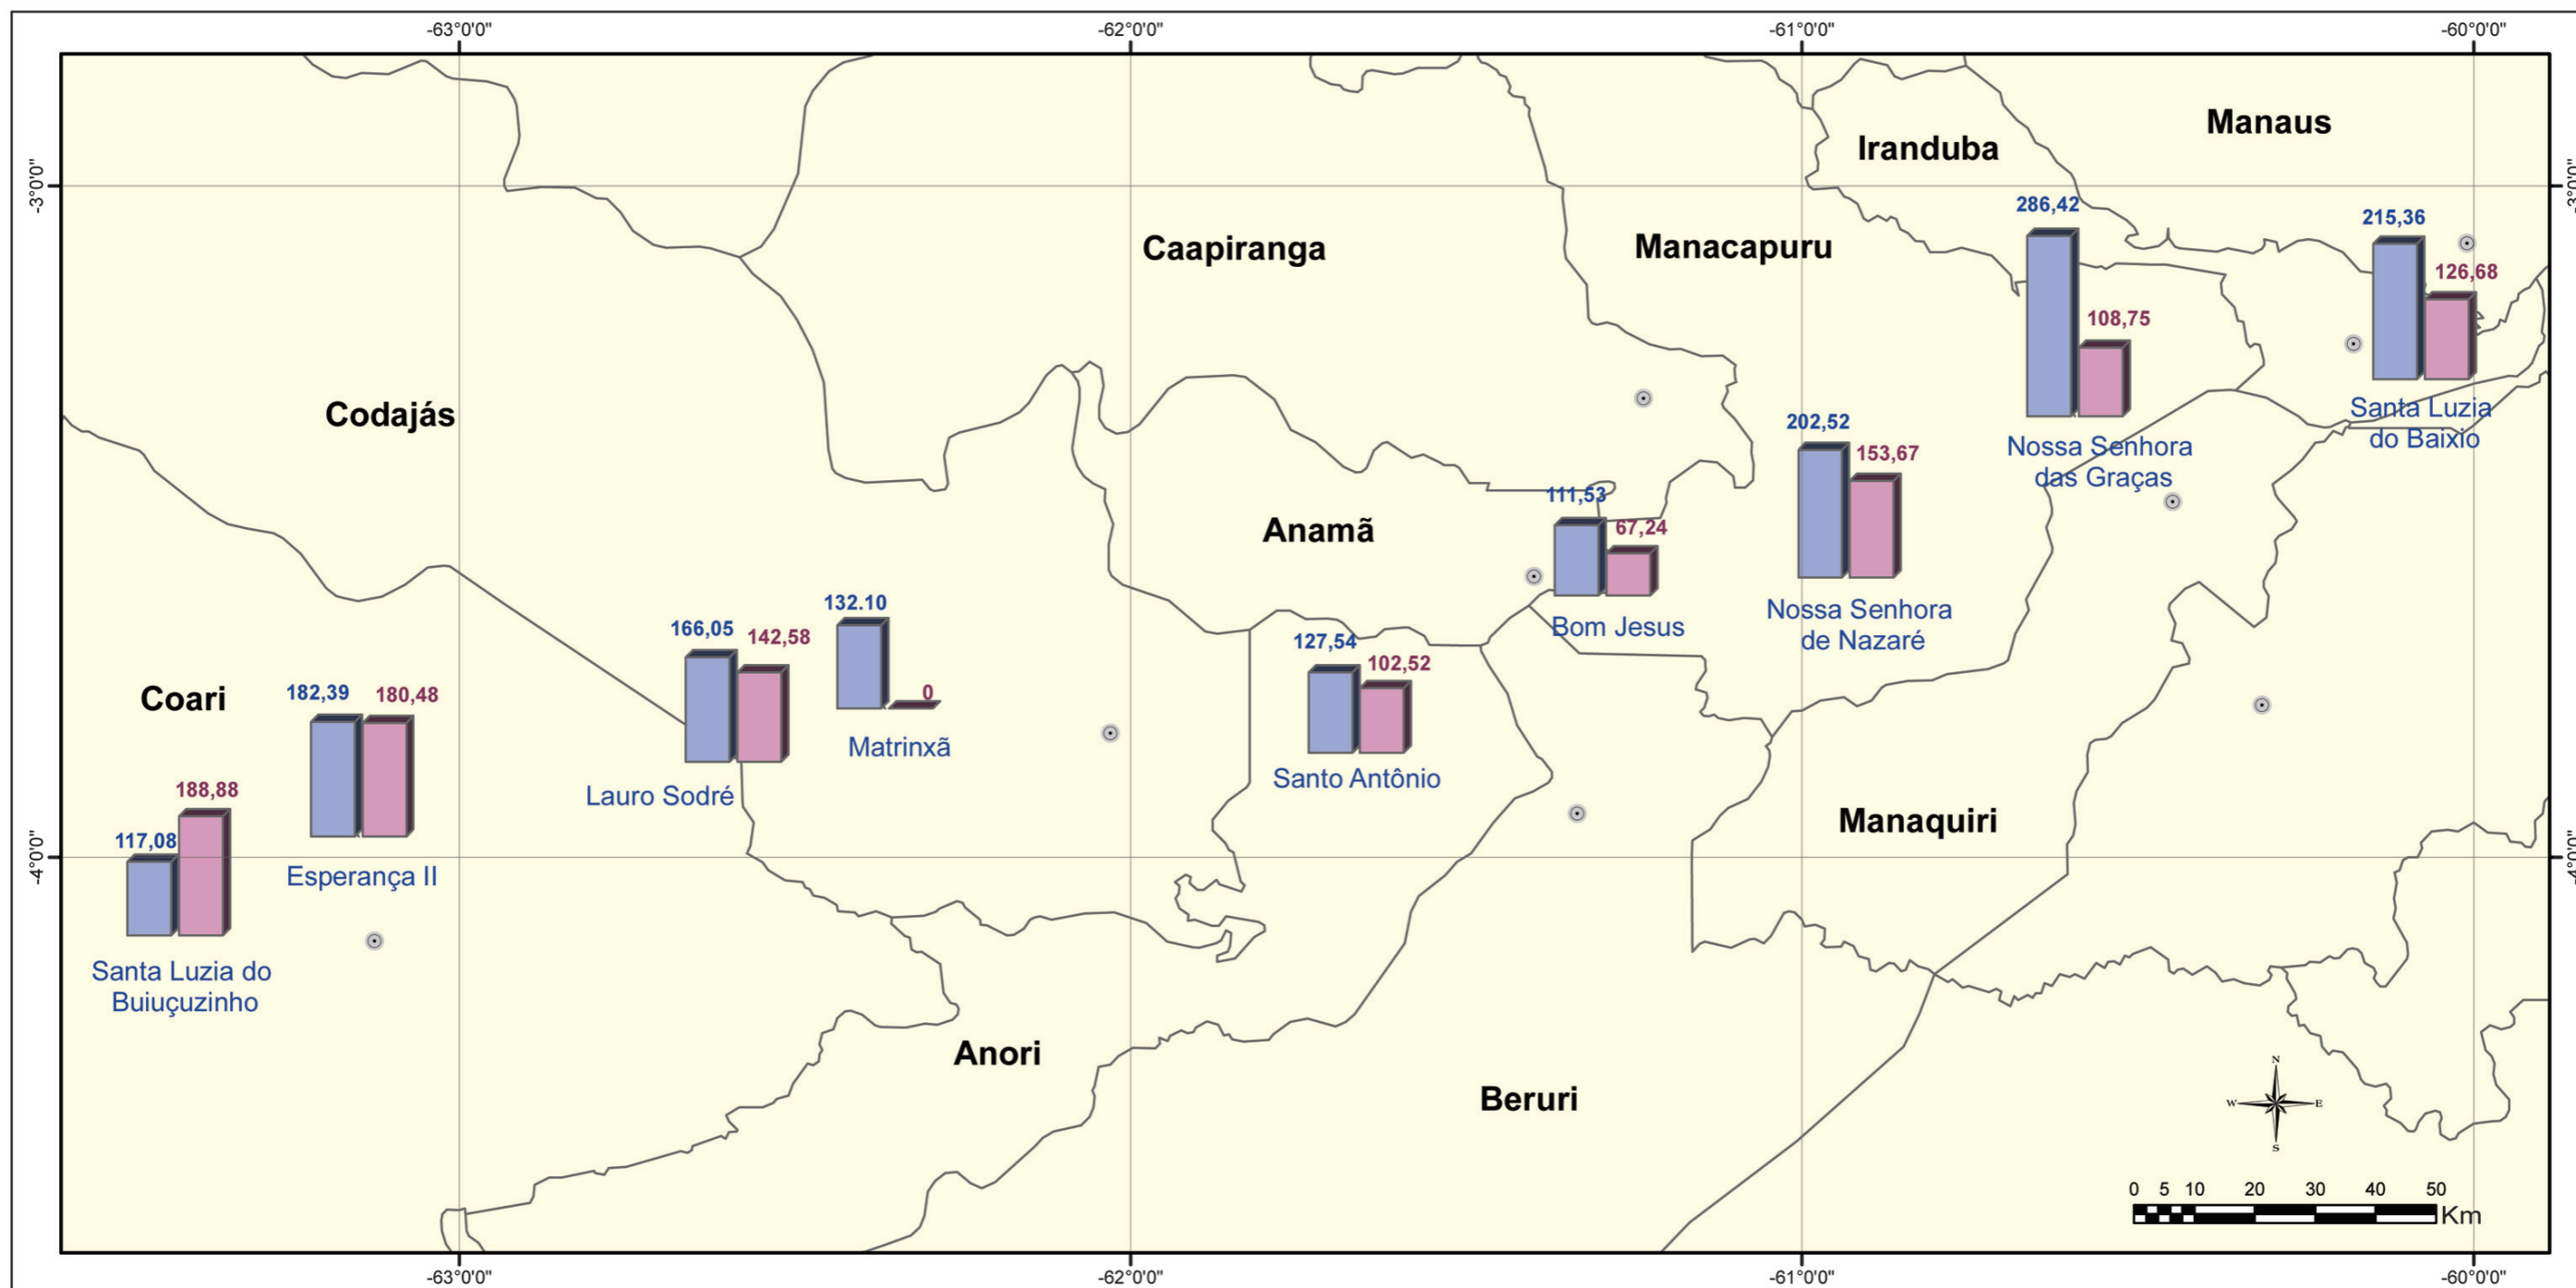 -63°0'0"
-62°0'0"
-61°0'0"
-60°0'0"
-3°0'0"
-3°0'0"
Manaus
Iranduba
286,42
215,36
Caapiranga
Manacapuru
126,68
108,75
Codajás
Santa Luzia
do Baixio
202,52
Nossa Senhora
das Graças
153,67
111,53
67,24
Anamã
132.10
Nossa Senhora
de Nazaré
166,05
142,58
127,54
Bom Jesus
102,52
Coari
182,39
180,48
0
Matrinxã
Santo Antônio
188,88
Lauro Sodré
117,08
Manaquiri
-4°0'0"
-4°0'0"
Esperança II
Santa Luzia do
Buiuçuzinho
Anori
Beruri
N
W
E
S
0 5 10 20 30 40 50
Km
-63°0'0"
-62°0'0"
-61°0'0"
-60°0'0"